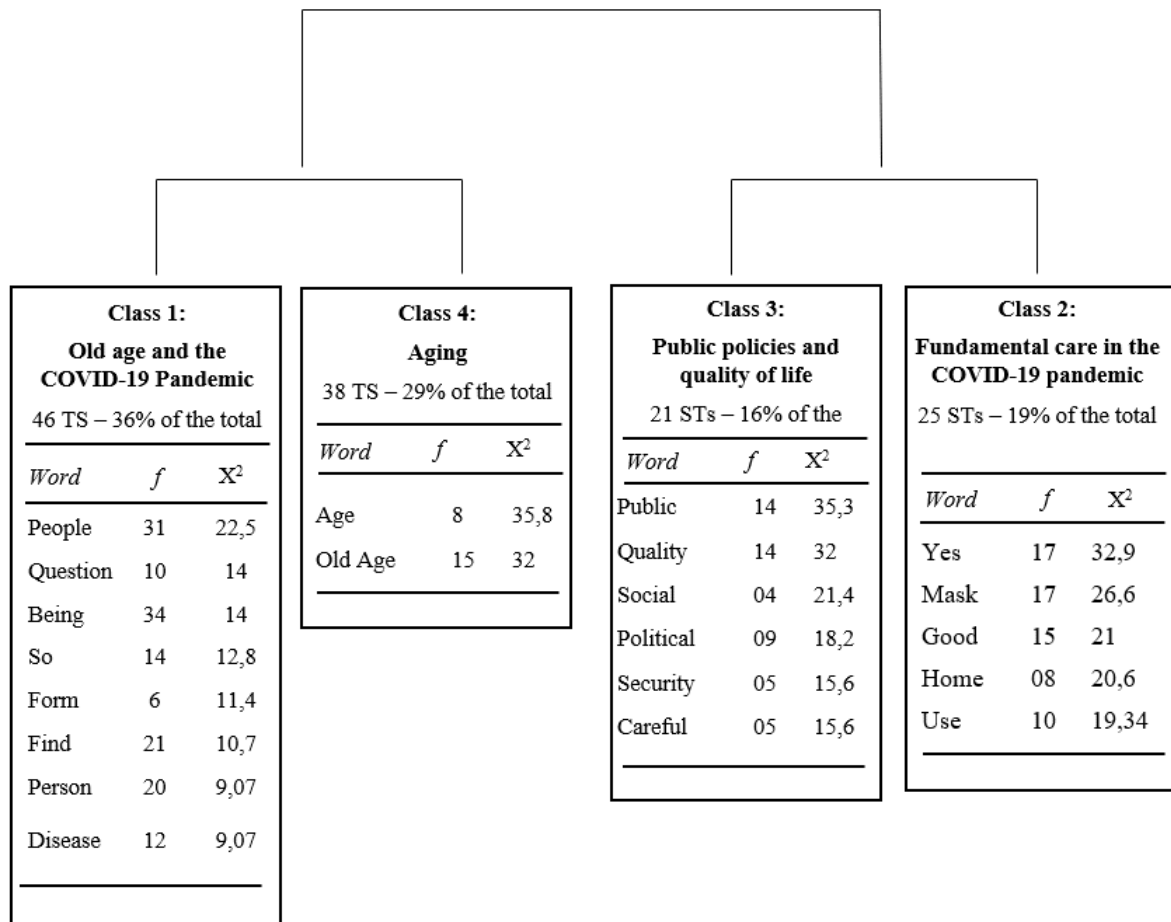 Class 1:
Old age and the
COVID-19 Pandemic
46 TS – 36% of the total
Word f X²
People 31 22,5
Question 10 14
Being 34 14
So 14 12,8
Form 6 11,4
Find 21 10,7
Person 20 9,07
Disease 12 9,07
Class 4:
Aging
38 TS – 29% of the total
Word f X²
Age 8 35,8
Old Age 15 32
Class 3:
Public policies and
quality of life
21 STs – 16% of the
Word f X²
Public 14 35,3
Quality 14 32
Social 04 21,4
Political 09 18,2
Security 05 15,6
Careful 05 15,6
Class 2:
Fundamental care in the
COVID-19 pandemic
25 STs – 19% of the total
Word f X²
Yes 17 32,9
Mask 17 26,6
Good 15 21
Home 08 20,6
Use 10 19,34